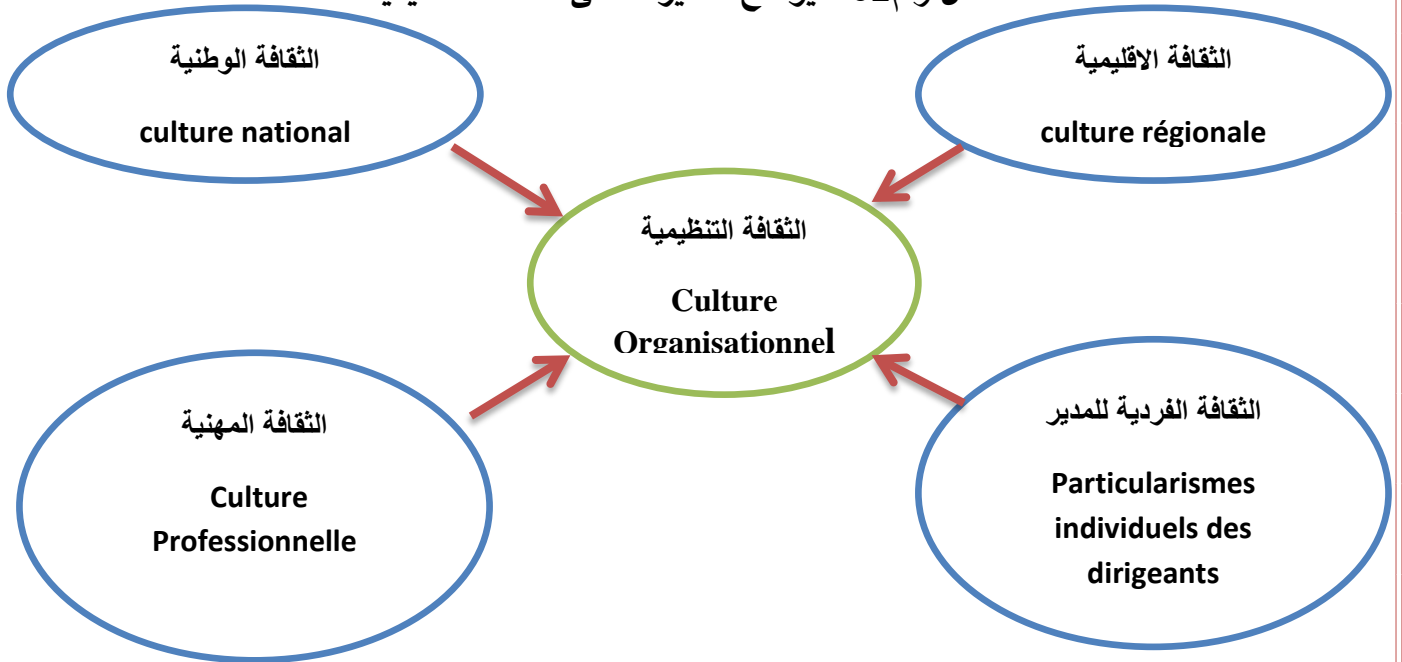 الثقافة الوطنية
culture national
الثقافة الاقليمية
culture régionale
الثقافة التنظيمية
Culture
Organisationnel
الثقافة المهنية
Culture
Professionnelle
الثقافة الفردية للمدير
Particularismes
individuels des
dirigeants